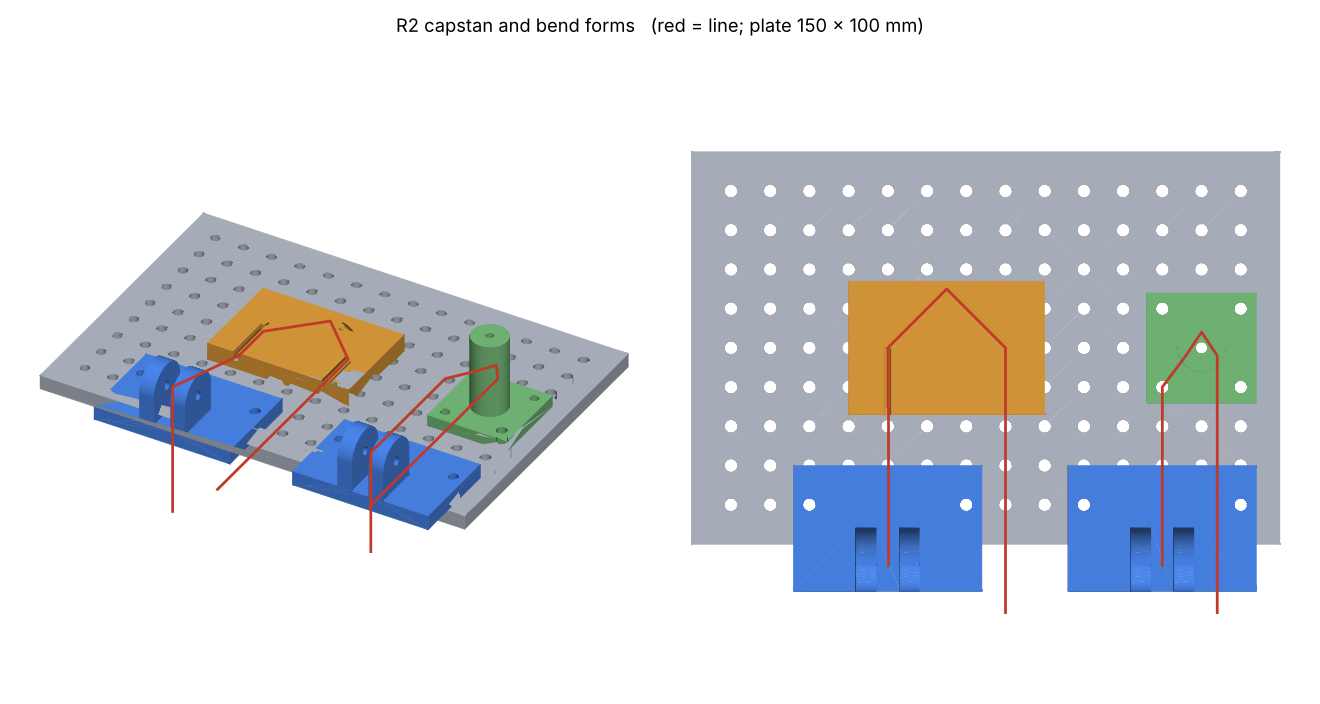 R2 capstan and bend forms (red = line; plate 150 × 100 mm)